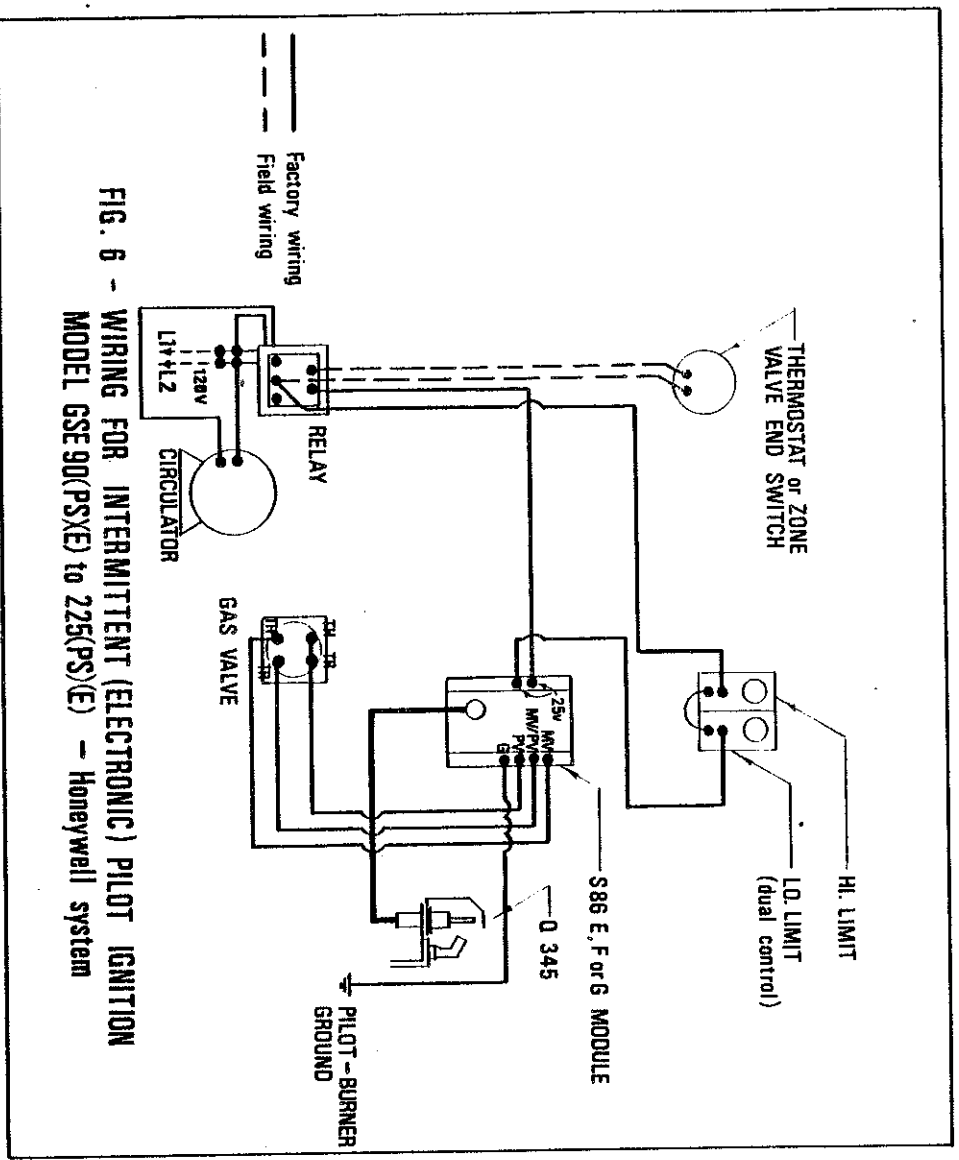 HI. LIMIT
LO. LIMIT
(dual control)
THERMOSTAT or ZONE
VALVE END SWITCH
S86 E, F or G MODULE
25v
MV
MV/PV
PV
G
Q 345
PILOT-BURNER
GROUND
RELAY
120V
L1 L2
CIRCULATOR
GAS VALVE
TH TR
TH TR
Factory wiring
Field wiring
FIG. 6 - WIRING FOR INTERMITTENT (ELECTRONIC) PILOT IGNITION
MODEL GSE 90(PS)(E) to 225(PS)(E) - Honeywell system